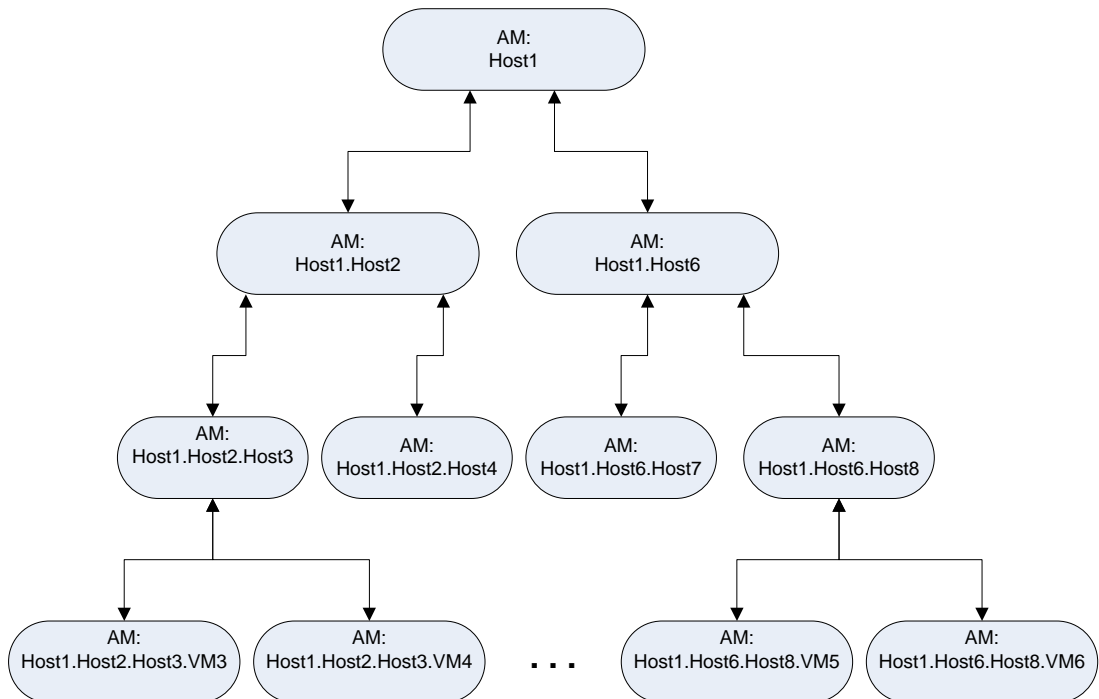 AM:
Host1
AM:
Host1.Host2
AM:
Host1.Host6
AM:
Host1.Host2.Host3
AM:
Host1.Host2.Host4
AM:
Host1.Host6.Host7
AM:
Host1.Host6.Host8
AM:
Host1.Host2.Host3.VM3
AM:
Host1.Host2.Host3.VM4
...
AM:
Host1.Host6.Host8.VM5
AM:
Host1.Host6.Host8.VM6